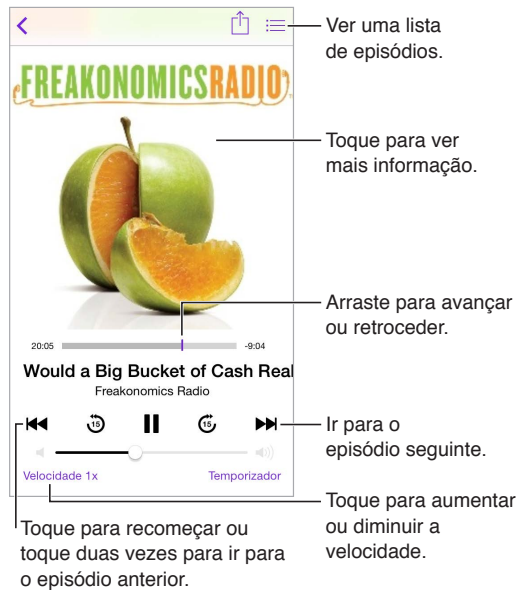 Ver uma lista
de episódios.
FREAKONOMICSRADIO
Toque para ver
mais informação.
Arraste para avançar
ou retroceder.
20:05
-9:04
Would a Big Bucket of Cash Real
Freakonomics Radio
15
15
Ir para o
episódio seguinte.
Velocidade 1x
Temporizador
Toque para aumentar
ou diminuir a
velocidade.
Toque para recomeçar ou
toque duas vezes para ir para
o episódio anterior.